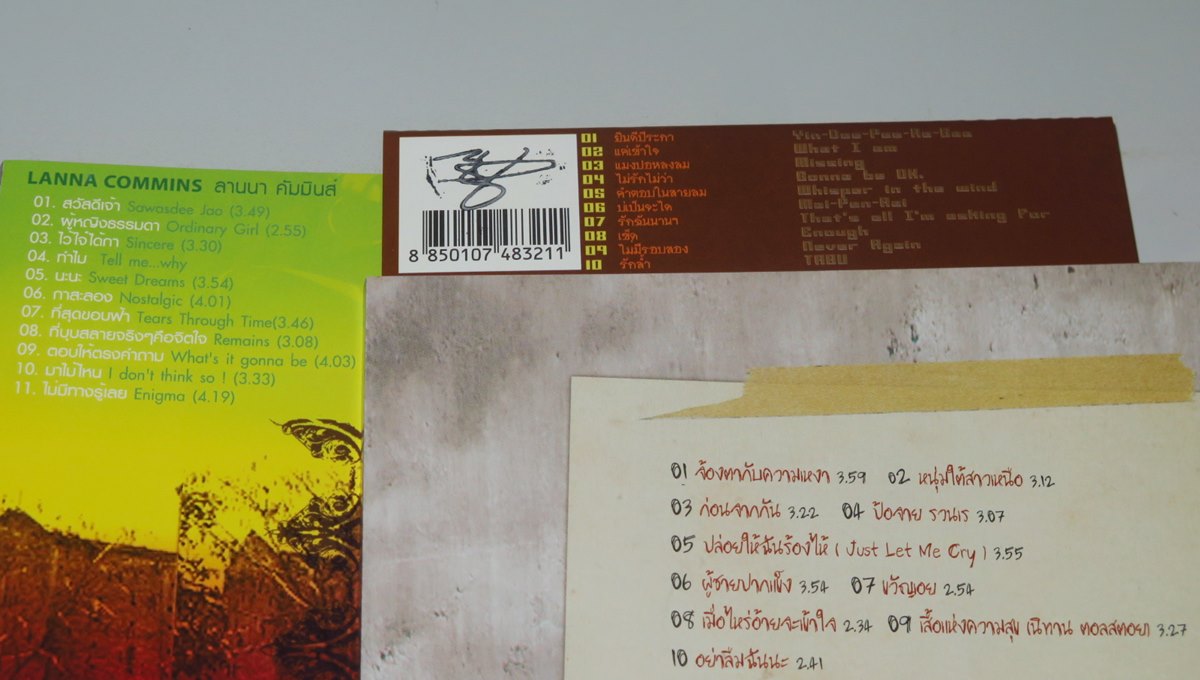 LANNA COMMINS ลานนา คัมมินส์
01. สวัสดีเจ้า Sawasdee Jao (3.49)
02. ผู้หญิงธรรมดา Ordinary Girl (2.55)
03. ไว้ใจได้กา Sincere (3.30)
04. ทำไม Tell me...why
05. นะนะ Sweet Dreams (3.54)
06. กาสะลอง Nostalgic (4.01)
07. ที่สุดขอบฟ้า Tears Through Time(3.46)
08. ที่บุบสลายจริงๆคือจิตใจ Remains (3.08)
09. ตอบให้ตรงคำถาม What's it gonna be (4.03)
10. มาไม้ไหน I don't think so ! (3.33)
11. ไม่มีทางรู้เลย Enigma (4.19)
8 850107 483211
01 ยินดีปีระกา Yin-Dee-Pee-Ra-Gaa
02 แค่เข้าใจ What I am
03 แมงปอหลงลม Missing
04 ไม่รักไม่ว่า Gonna be OK.
05 คำตอบในสายลม Whisper in the wind
06 บ่เป็นจะใด Mai-Pen-Rai
07 รักฉันนานๆ That's all I'm asking for
08 เข็ด Enough
09 ไม่มีรอบสอง Never Again
10 รักล้ำ TABU
01 จ้องตากับความเหงา 3.59 02 หนุ่มใต้สาวเหนือ 3.12
03 ก่อนจากกัน 3.22 04 ป้อจาย รวนเร 3.07
05 ปล่อยให้ฉันร้องไห้ ( Just Let Me Cry ) 3.55
06 ผู้ชายปากแข็ง 3.54 07 ขวัญเอย 2.54
08 เมื่อไหร่อ้ายจะเข้าใจ 2.34 09 เสื้อแห่งความสุข (นิทาน ตอลสตอย) 3.27
10 อย่าลืมฉันนะ 2.41